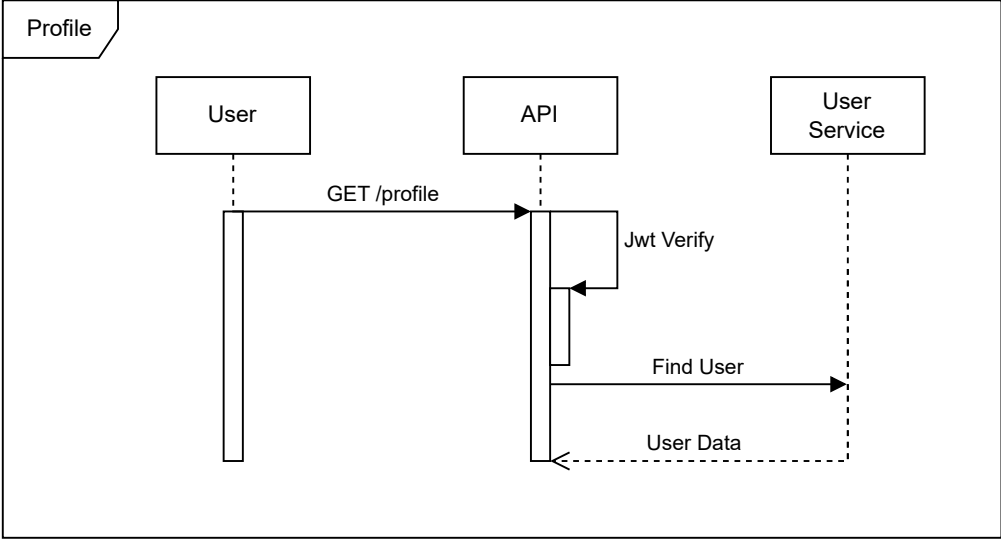 Profile
User
API
User
Service
GET /profile
Jwt Verify
Find User
User Data